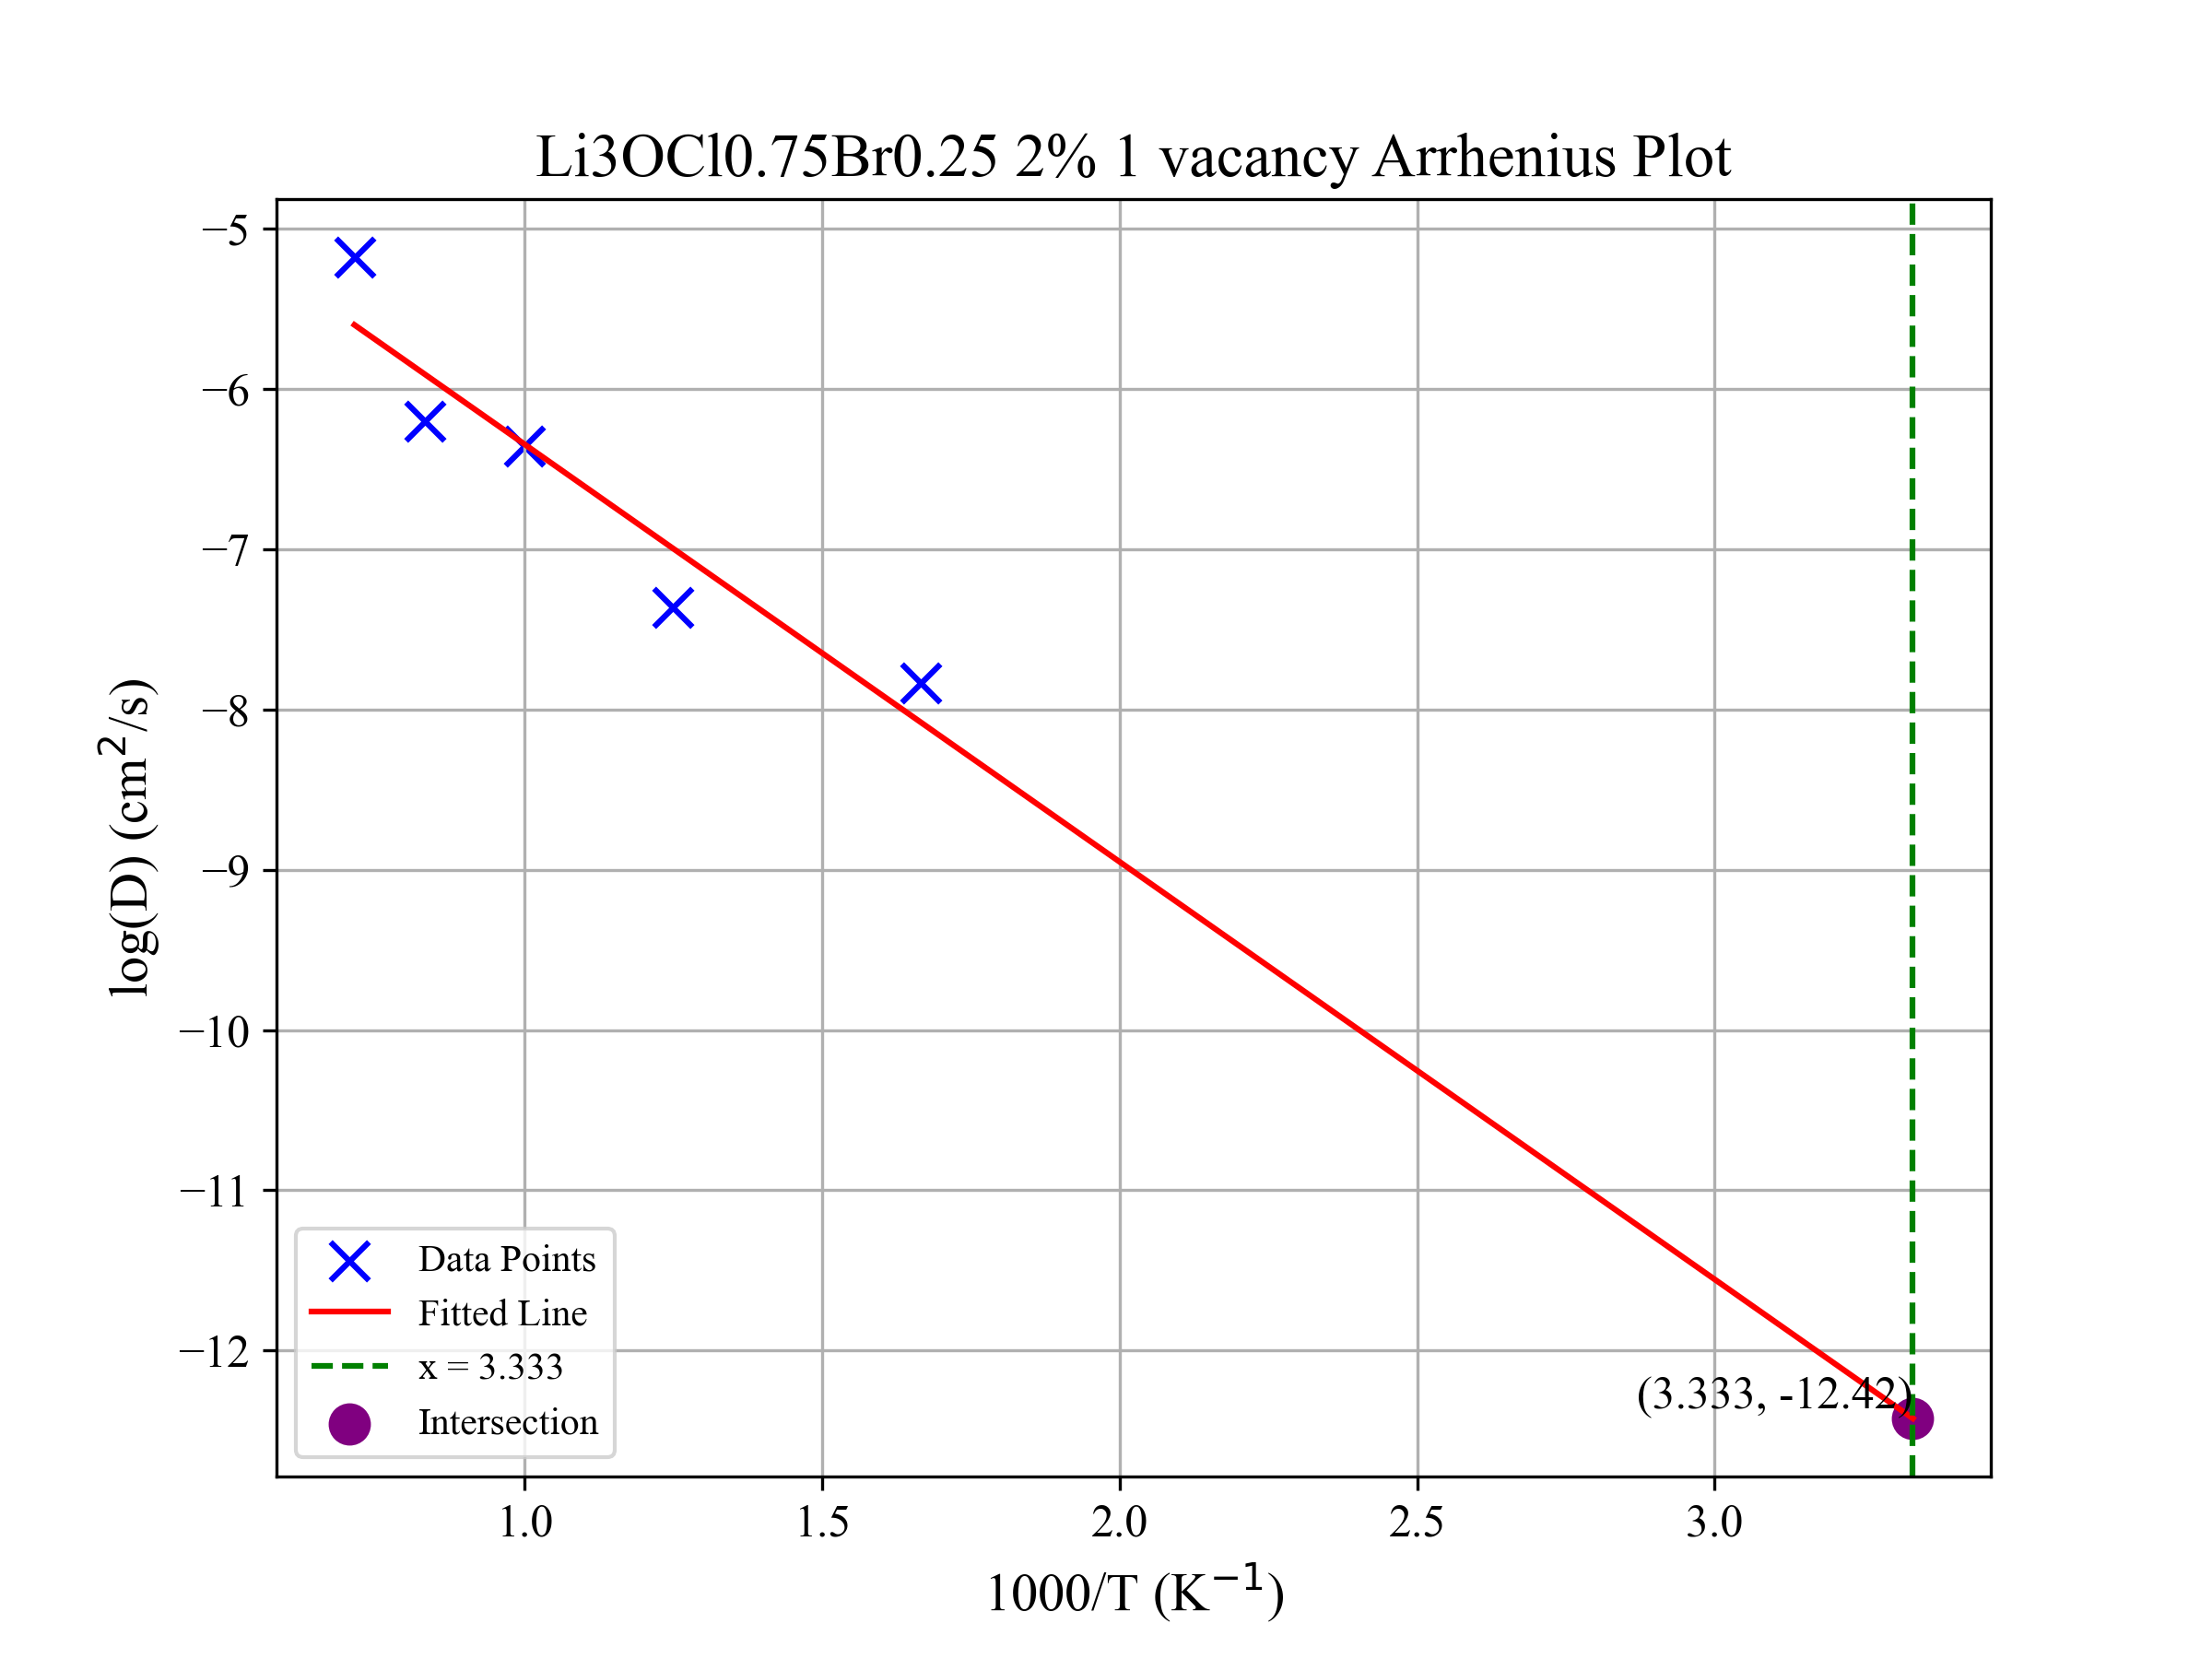 Li3OCl0.75Br0.25 2% 1 vacancy Arrhenius Plot
log(D) (cm²/s)
−5
−6
−7
−8
−9
−10
−11
−12
Data Points
Fitted Line
x = 3.333
Intersection
(3.333, -12.42)
1.0
1.5
2.0
2.5
3.0
1000/T (K⁻¹)